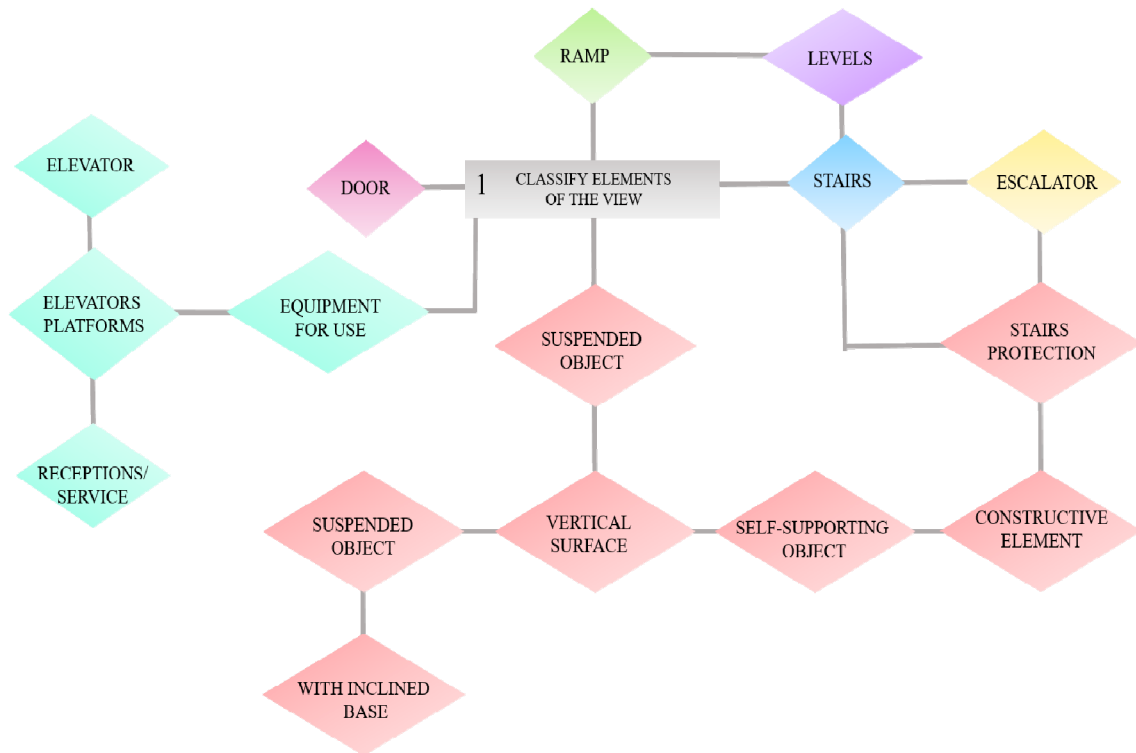 RAMP
LEVELS
ELEVATOR
DOOR
1
CLASSIFY ELEMENTS
OF THE VIEW
STAIRS
ESCALATOR
ELEVATORS
PLATFORMS
EQUIPMENT
FOR USE
SUSPENDED
OBJECT
STAIRS
PROTECTION
RECEPTIONS/
SERVICE
SUSPENDED
OBJECT
VERTICAL
SURFACE
SELF-SUPPORTING
OBJECT
CONSTRUCTIVE
ELEMENT
WITH INCLINED
BASE